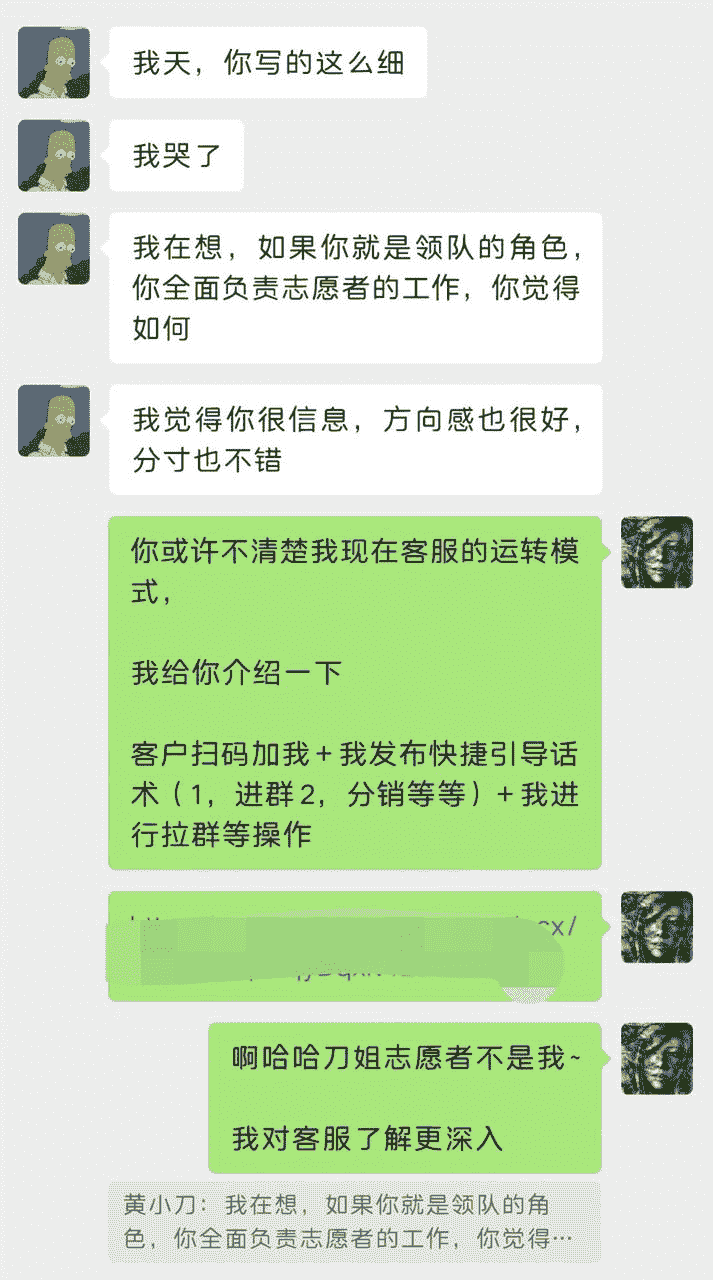 我天，你写的这么细
我哭了
我在想，如果你就是领队的角色，
你全面负责志愿者的工作，你觉得
如何
我觉得你很信息，方向感也很好，
分寸也不错
你或许不清楚我现在客服的运转模
式，
我给你介绍一下
客户扫码加我＋我发布快捷引导话
术（1，进群2，分销等等）＋我进
行拉群等操作
啊哈哈刀姐志愿者不是我~
我对客服了解更深入
黄小刀：我在想，如果你就是领队的角
色，你全面负责志愿者的工作，你觉得…